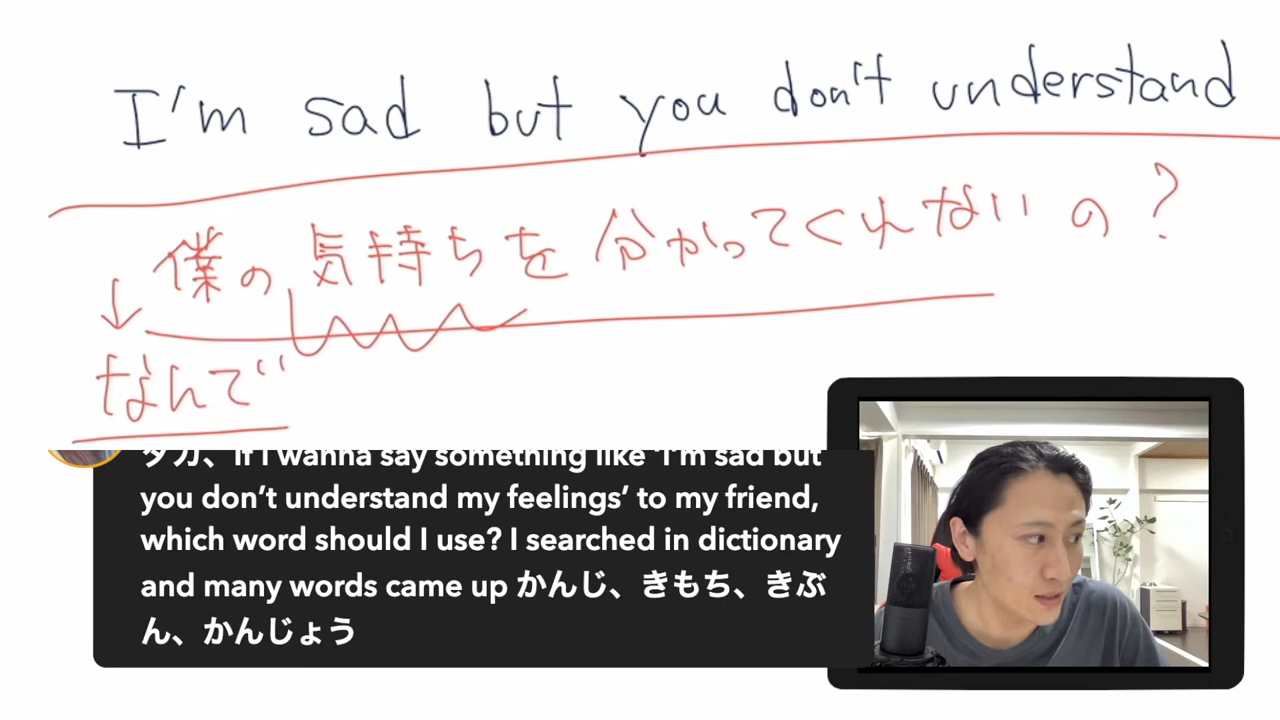 I'm sad but you don't understand
僕の気持ちを分かってくれないの?
なんで
タカ、If I wanna say something like ‘I’m sad but
you don’t understand my feelings’ to my friend,
which word should I use? I searched in dictionary
and many words came up かんじ、きもち、きぶ
ん、かんじょう